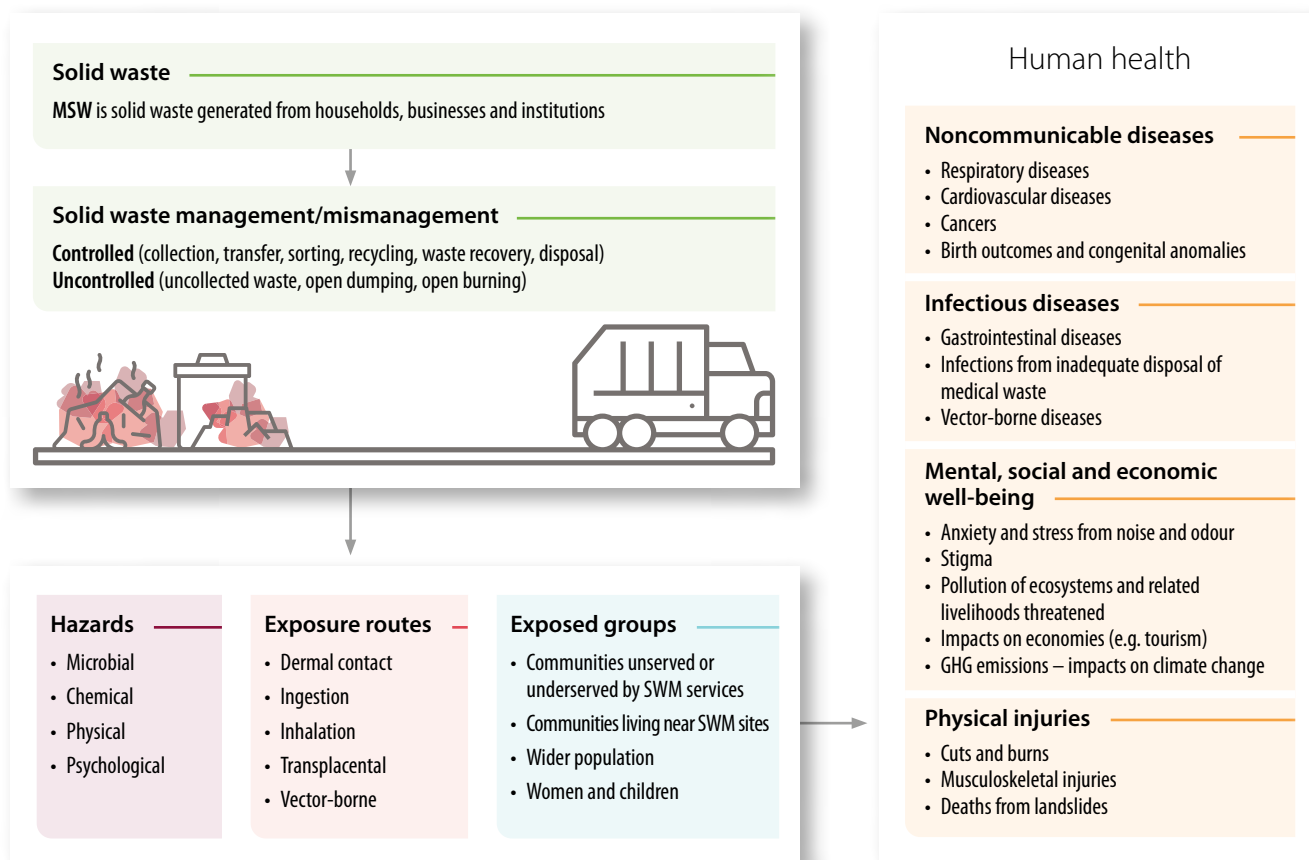 Solid waste
MSW is solid waste generated from households, businesses and institutions
Solid waste management/mismanagement
Controlled (collection, transfer, sorting, recycling, waste recovery, disposal)
Uncontrolled (uncollected waste, open dumping, open burning)
Hazards
• Microbial
• Chemical
• Physical
• Psychological
Exposure routes
• Dermal contact
• Ingestion
• Inhalation
• Transplacental
• Vector-borne
Exposed groups
• Communities unserved or
underserved by SWM services
• Communities living near SWM sites
• Wider population
• Women and children
Human health
Noncommunicable diseases
• Respiratory diseases
• Cardiovascular diseases
• Cancers
• Birth outcomes and congenital anomalies
Infectious diseases
• Gastrointestinal diseases
• Infections from inadequate disposal of
medical waste
• Vector-borne diseases
Mental, social and economic
well-being
• Anxiety and stress from noise and odour
• Stigma
• Pollution of ecosystems and related
livelihoods threatened
• Impacts on economies (e.g. tourism)
• GHG emissions – impacts on climate change
Physical injuries
• Cuts and burns
• Musculoskeletal injuries
• Deaths from landslides